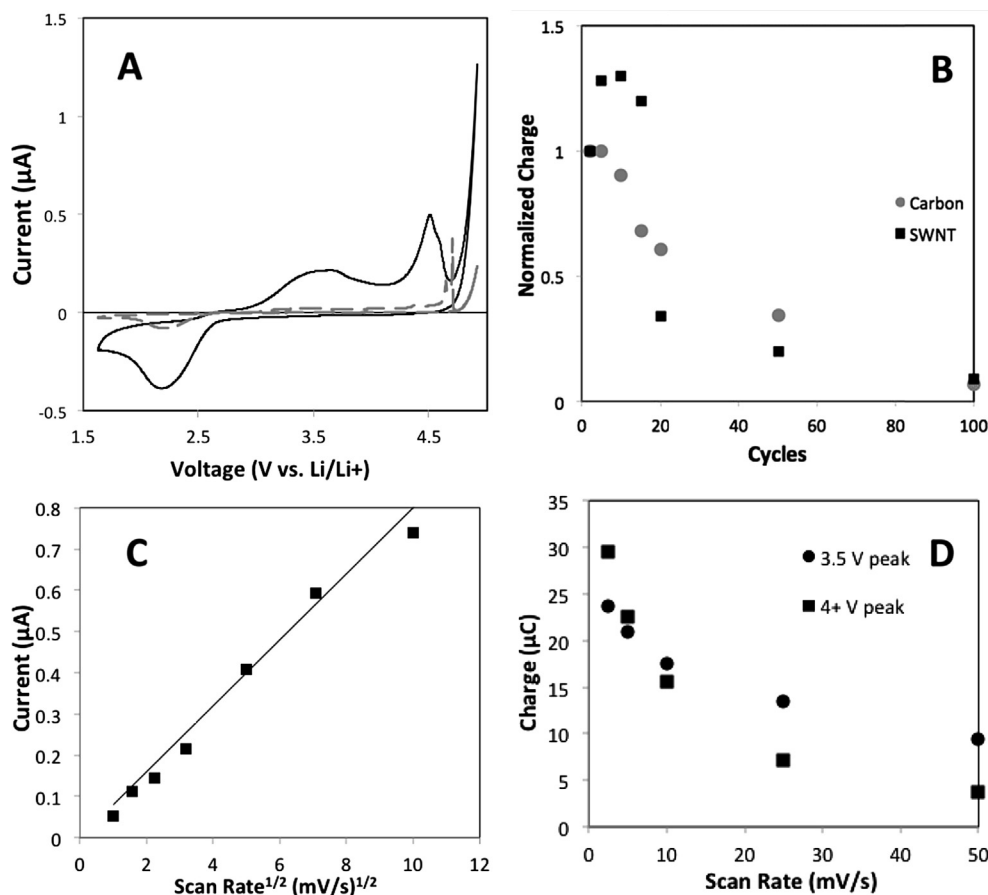 A
1.5
1
0.5
0
-0.5
1.5 2.5 3.5 4.5
Current (μA)
Voltage (V vs. Li/Li+)
B
1.5
1
0.5
0
0 20 40 60 80 100
Normalized Charge
Cycles
Carbon
SWNT
C
0.8
0.7
0.6
0.5
0.4
0.3
0.2
0.1
0
0 2 4 6 8 10 12
Current (μA)
Scan Rate1/2 (mV/s)1/2
D
35
30
25
20
15
10
5
0
0 10 20 30 40 50
Charge (μC)
Scan Rate (mV/s)
3.5 V peak
4+ V peak